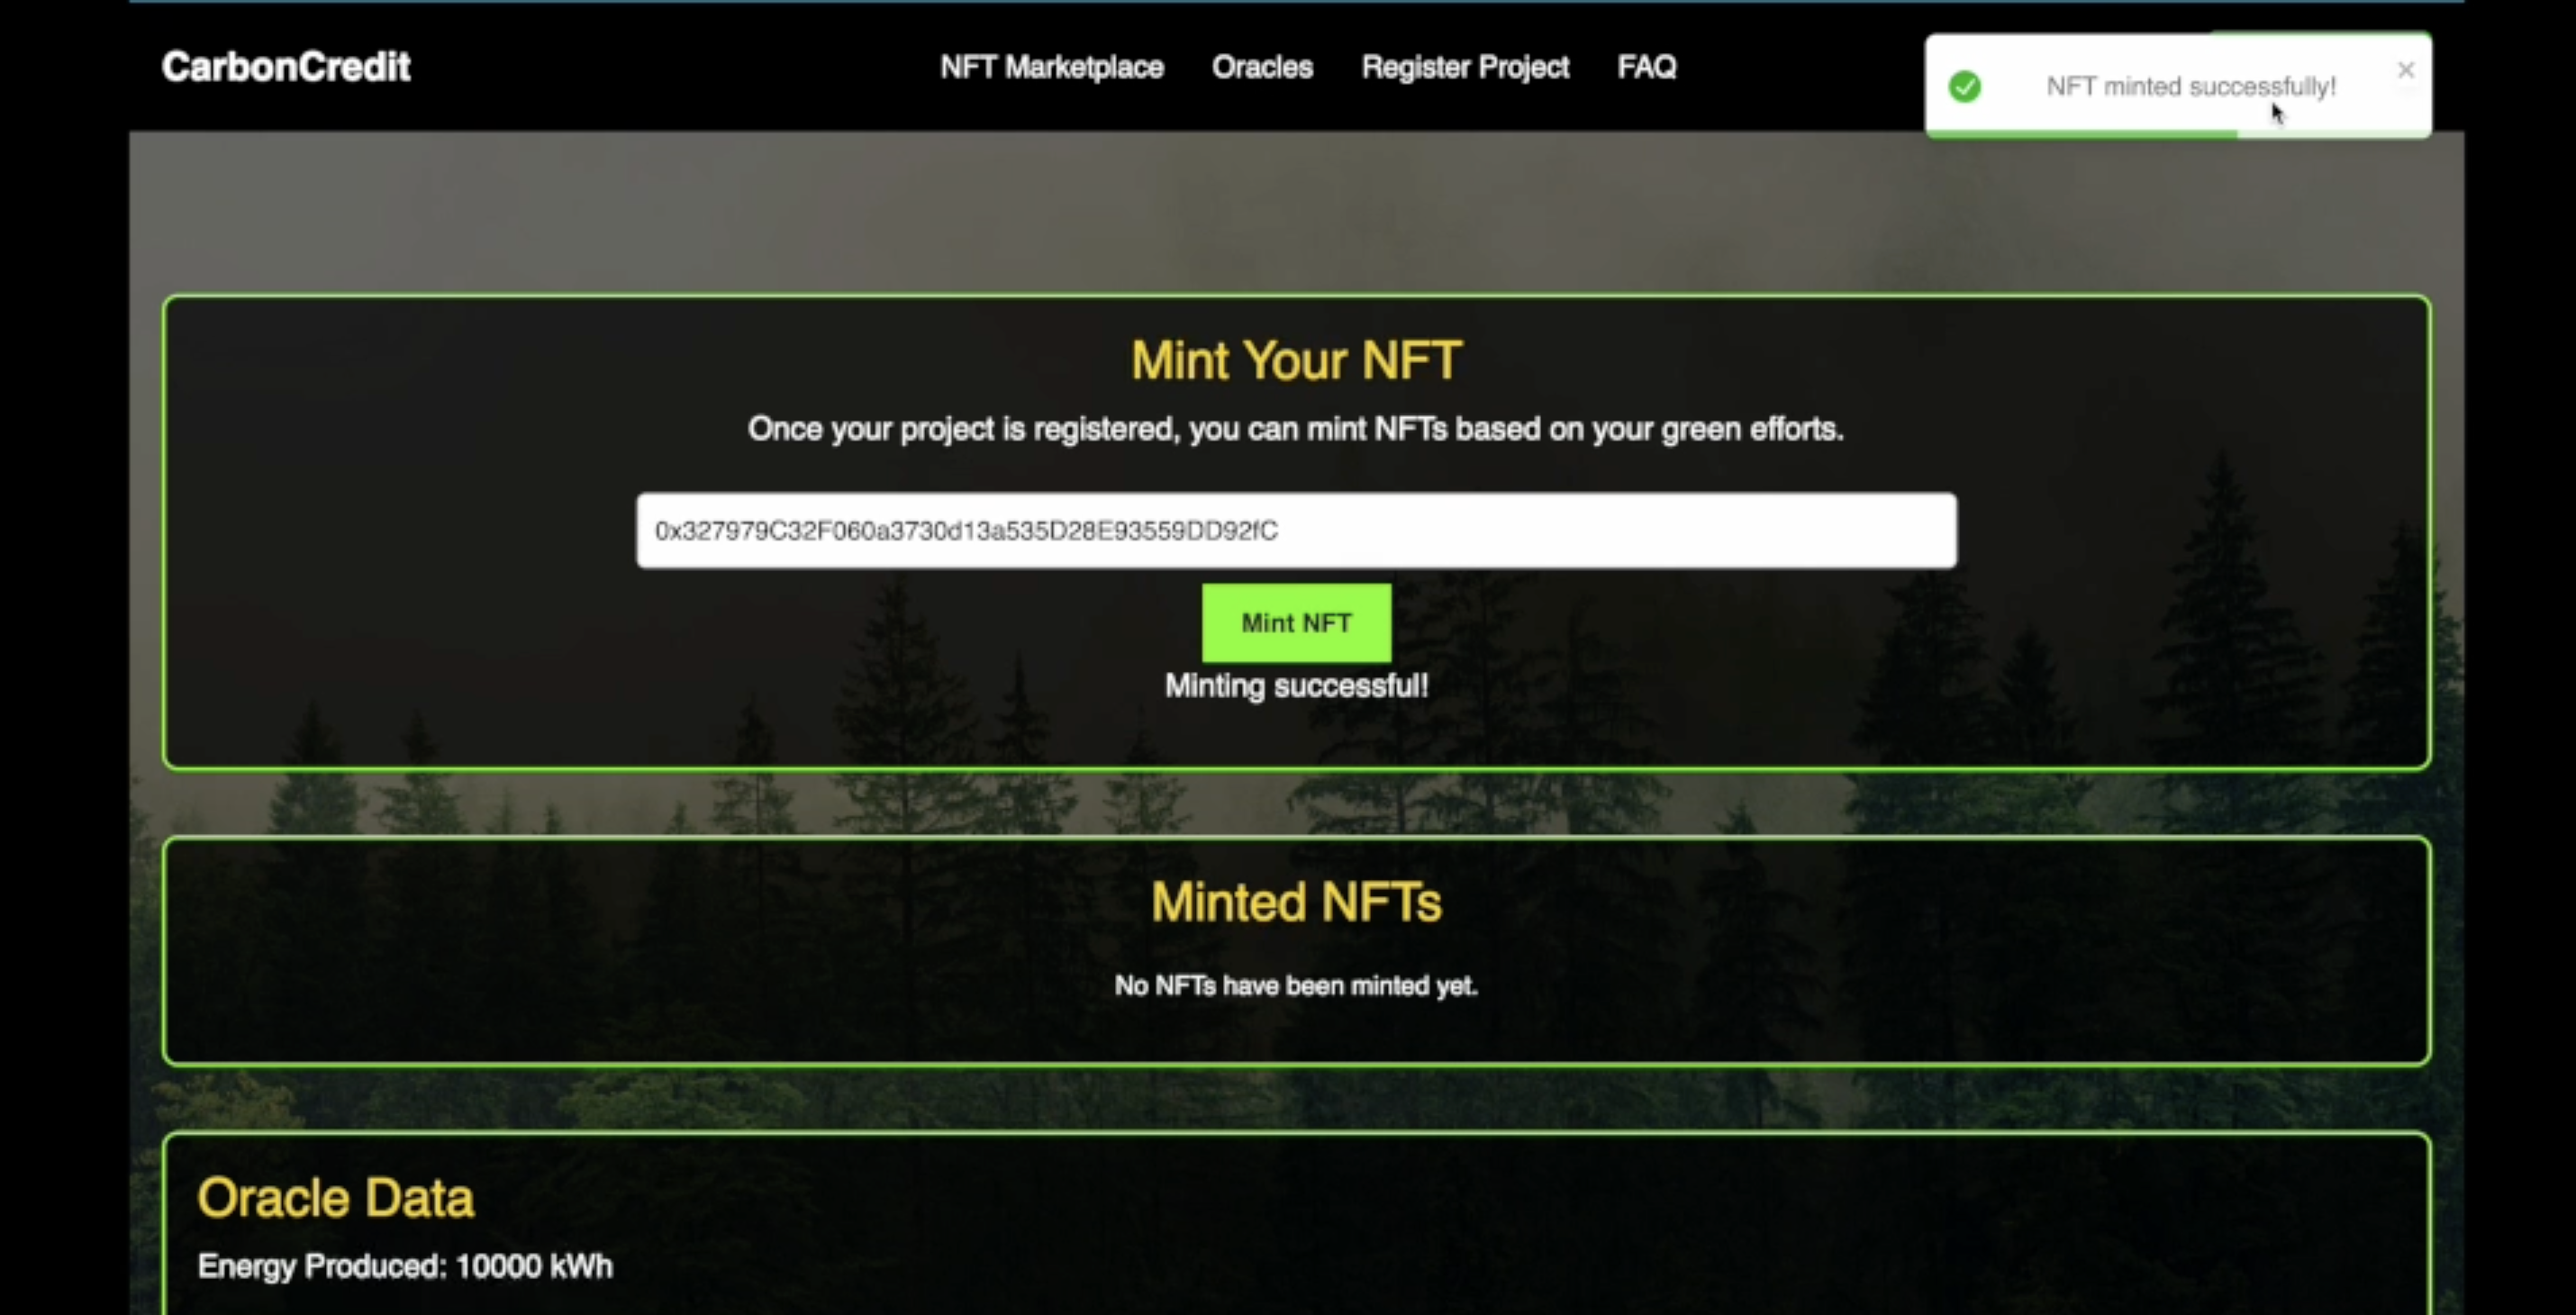 CarbonCredit
NFT Marketplace Oracles Register Project FAQ
NFT minted successfully!
Mint Your NFT
Once your project is registered, you can mint NFTs based on your green efforts.
0x327979C32F060a3730d13a535D28E93559DD92fC
Mint NFT
Minting successful!
Minted NFTs
No NFTs have been minted yet.
Oracle Data
Energy Produced: 10000 kWh